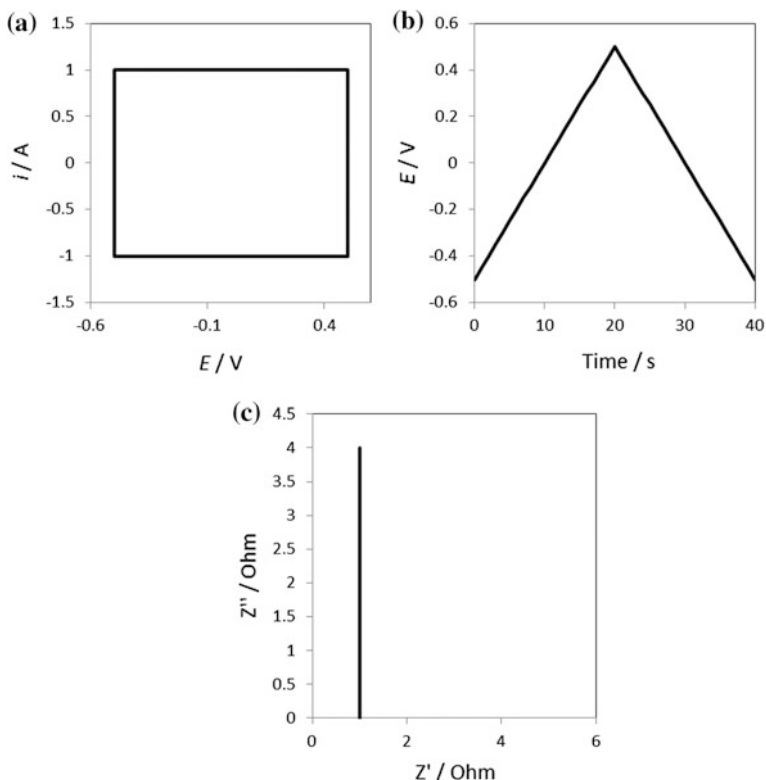 (a)
1.5
1
0.5
0
-0.5
-1
-1.5
i / A
-0.6 -0.1 0.4
E / V
(b)
0.6
0.4
0.2
0
-0.2
-0.4
-0.6
E / V
0 10 20 30 40
Time / s
(c)
4.5
4
3.5
3
2.5
2
1.5
1
0.5
0
Z'' / Ohm
0 2 4 6
Z' / Ohm